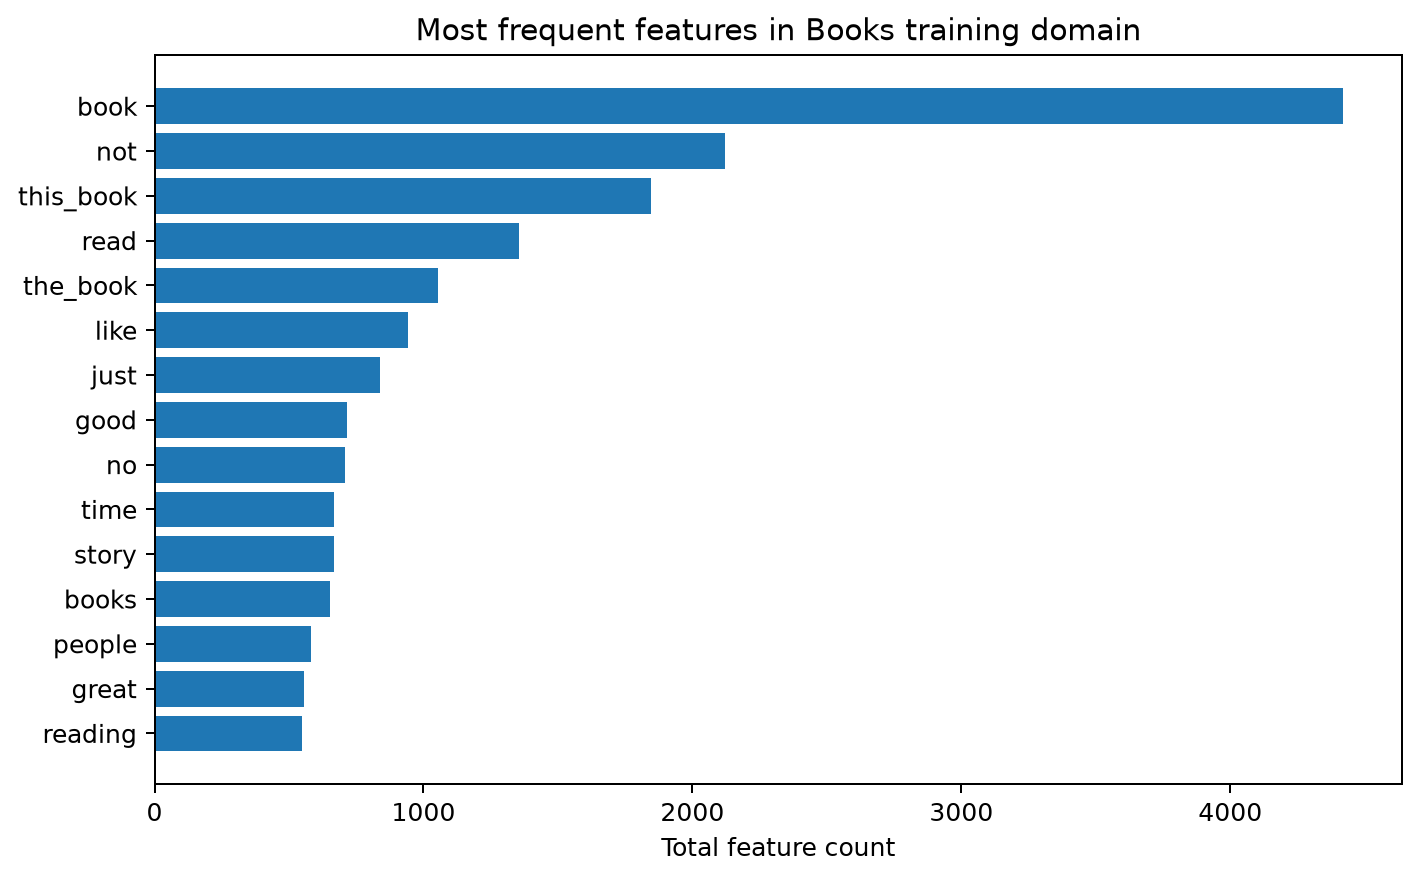 Most frequent features in Books training domain
book
not
this_book
read
the_book
like
just
good
no
time
story
books
people
great
reading
0 1000 2000 3000 4000
Total feature count